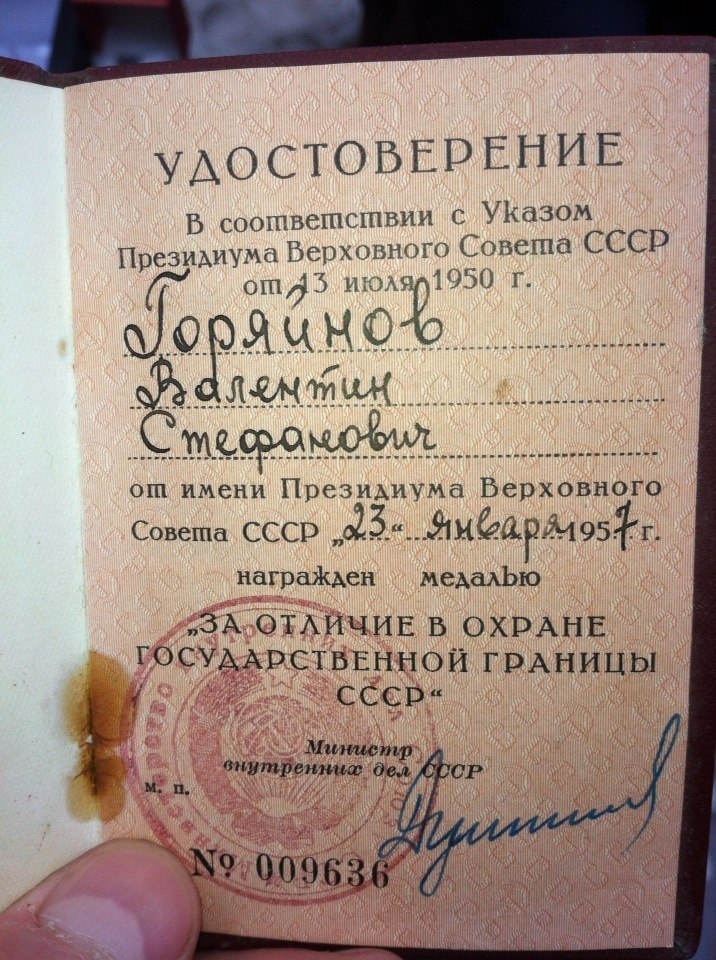 УДОСТОВЕРЕНИЕ
В соответствии с Указом
Президиума Верховного Совета СССР
от 13 июля 1950 г.
Горяйнов
Валентин
Стефанович
от имени Президиума Верховного
Совета СССР „23“ января 1957 г.
награжден медалью
„ЗА ОТЛИЧИЕ В ОХРАНЕ
ГОСУДАРСТВЕННОЙ ГРАНИЦЫ
СССР“
Министр
внутренних дел СССР
м. п.
№ 009636